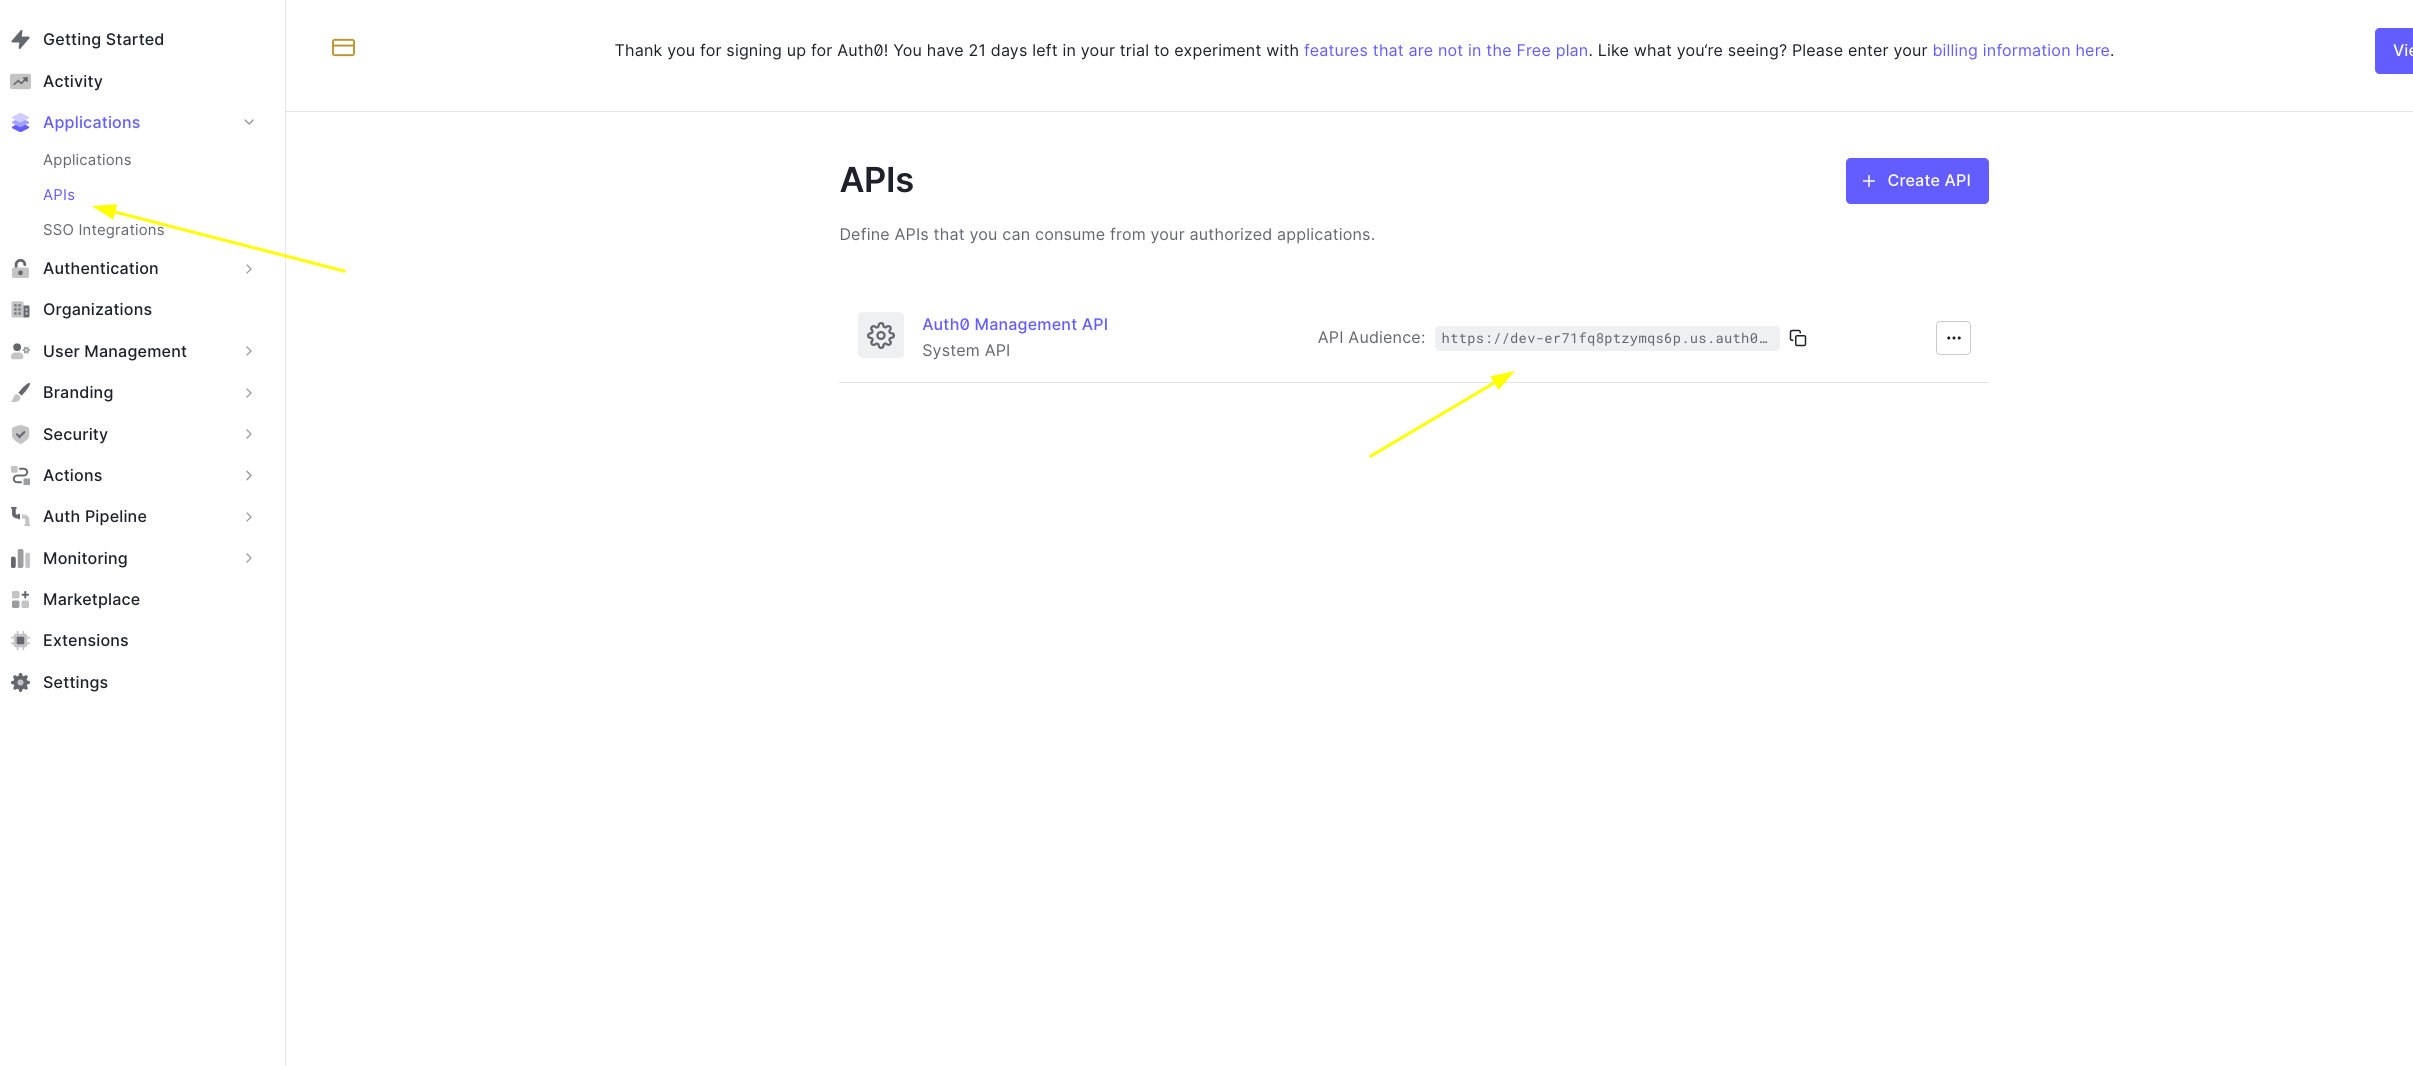 Getting Started
Activity
Applications
Applications
APIs
SSO Integrations
Authentication
Organizations
User Management
Branding
Security
Actions
Auth Pipeline
Monitoring
Marketplace
Extensions
Settings
Thank you for signing up for Auth0! You have 21 days left in your trial to experiment with features that are not in the Free plan. Like what you're seeing? Please enter your billing information here.
Vie
APIs
+ Create API
Define APIs that you can consume from your authorized applications.
Auth0 Management API
System API
API Audience: https://dev-er71fq8ptzymqs6p.us.auth0…